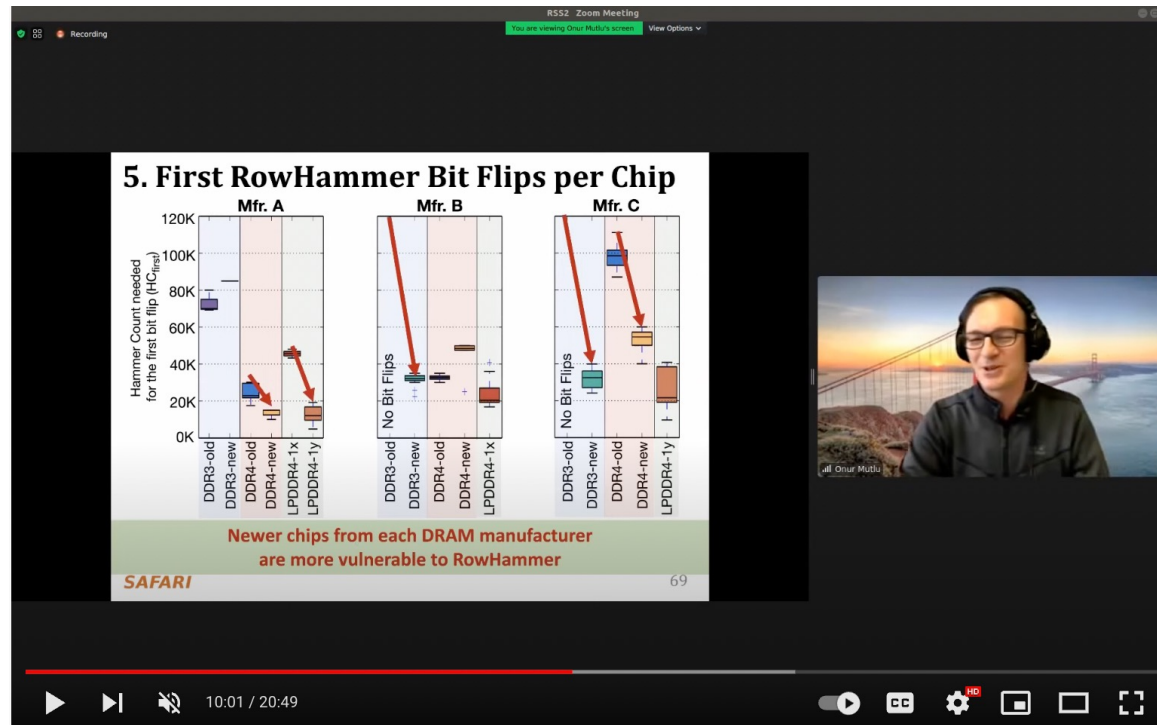 RSS2 Zoom Meeting
You are viewing Onur Mutlu's screen View Options
Recording
5. First RowHammer Bit Flips per Chip
Mfr. A
Mfr. B
Mfr. C
Hammer Count needed
for the first bit flip (HCfirst)
120K
100K
80K
60K
40K
20K
0K
No Bit Flips
No Bit Flips
DDR3-old
DDR3-new
DDR4-old
DDR4-new
LPDDR4-1x
LPDDR4-1y
DDR3-old
DDR3-new
DDR4-old
DDR4-new
LPDDR4-1x
DDR3-old
DDR3-new
DDR4-old
DDR4-new
LPDDR4-1y
Newer chips from each DRAM manufacturer
are more vulnerable to RowHammer
SAFARI
69
Onur Mutlu
10:01 / 20:49
CC
HD